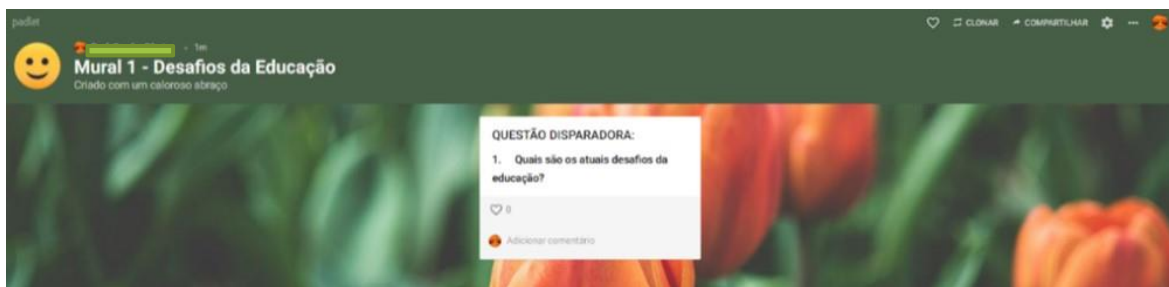 padlet
CLONAR COMPARTILHAR
1m
Mural 1 - Desafios da Educação
Criado com um caloroso abraço
QUESTÃO DISPARADORA:
1. Quais são os atuais desafios da
educação?
0
Adicionar comentário